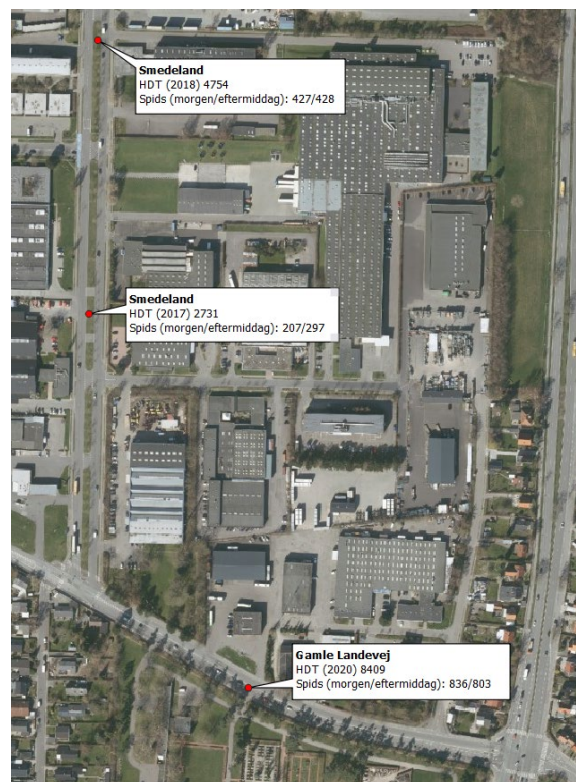 Smedeland
HDT (2018) 4754
Spids (morgen/eftermiddag): 427/428
Smedeland
HDT (2017) 2731
Spids (morgen/eftermiddag): 207/297
Gamle Landevej
HDT (2020) 8409
Spids (morgen/eftermiddag): 836/803